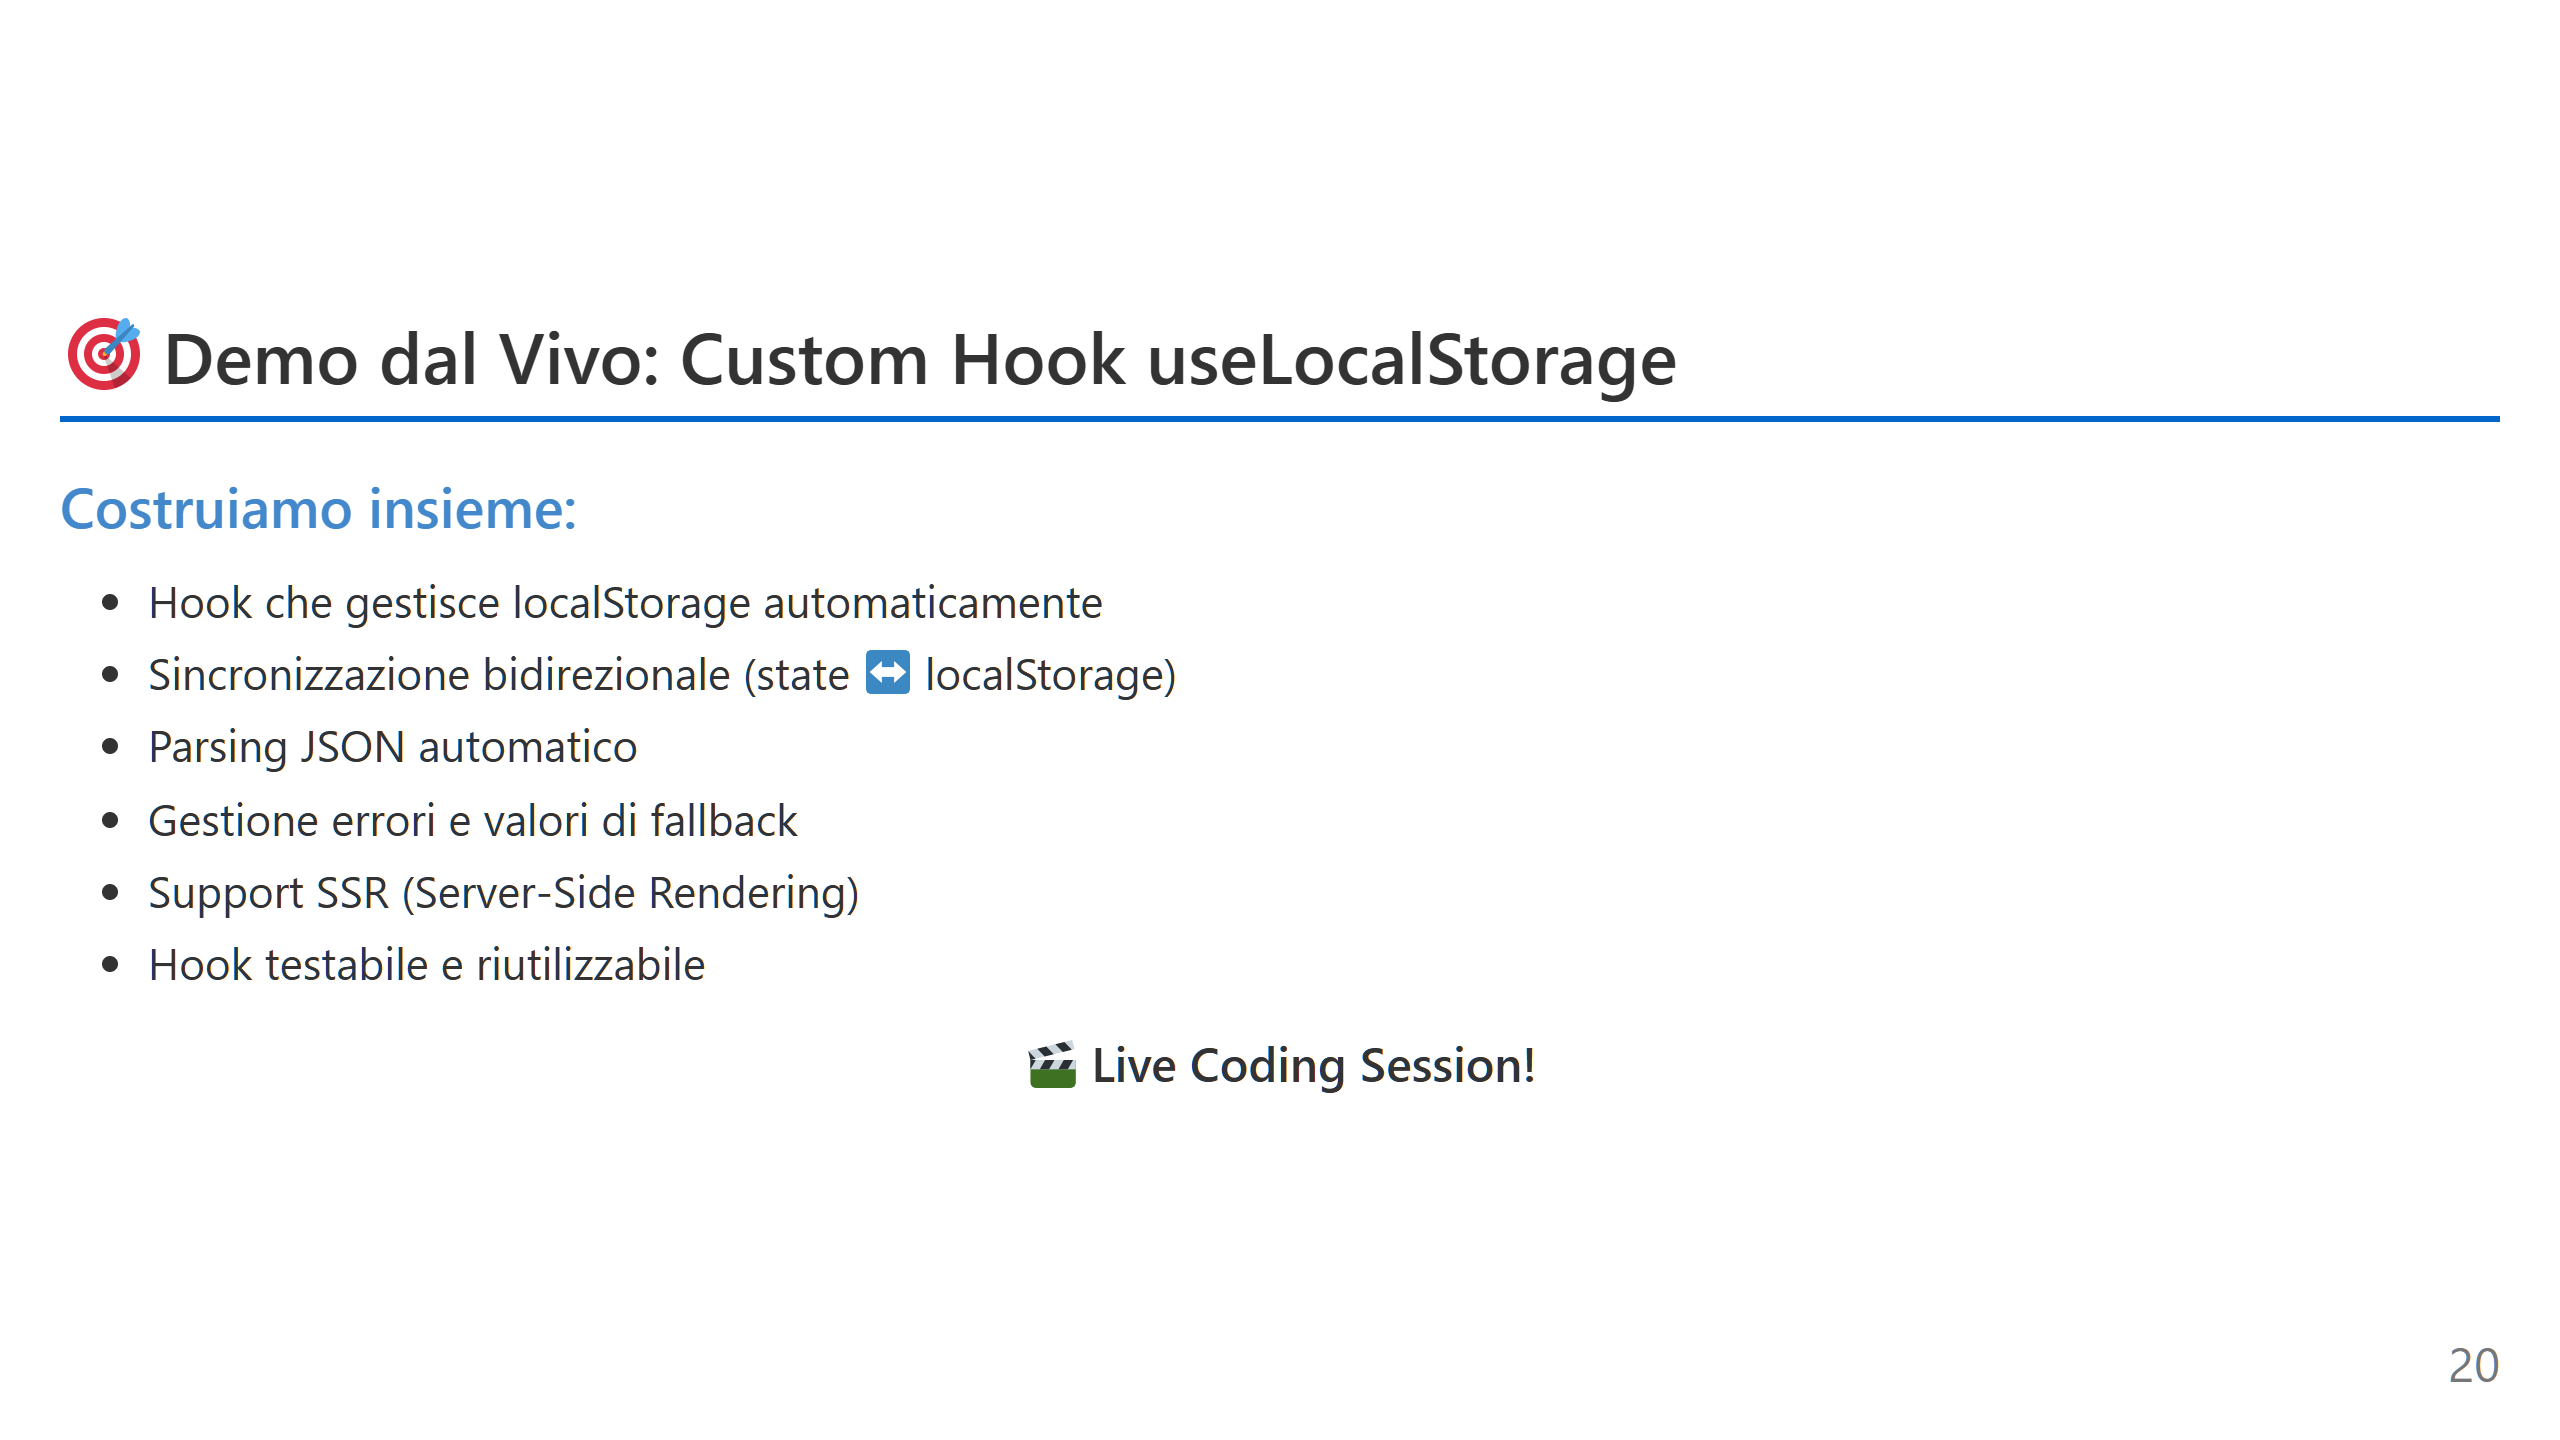 🎯 Demo dal Vivo: Custom Hook useLocalStorage
Costruiamo insieme:
• Hook che gestisce localStorage automaticamente
• Sincronizzazione bidirezionale (state ↔️ localStorage)
• Parsing JSON automatico
• Gestione errori e valori di fallback
• Support SSR (Server-Side Rendering)
• Hook testabile e riutilizzabile
🎬 Live Coding Session!
20